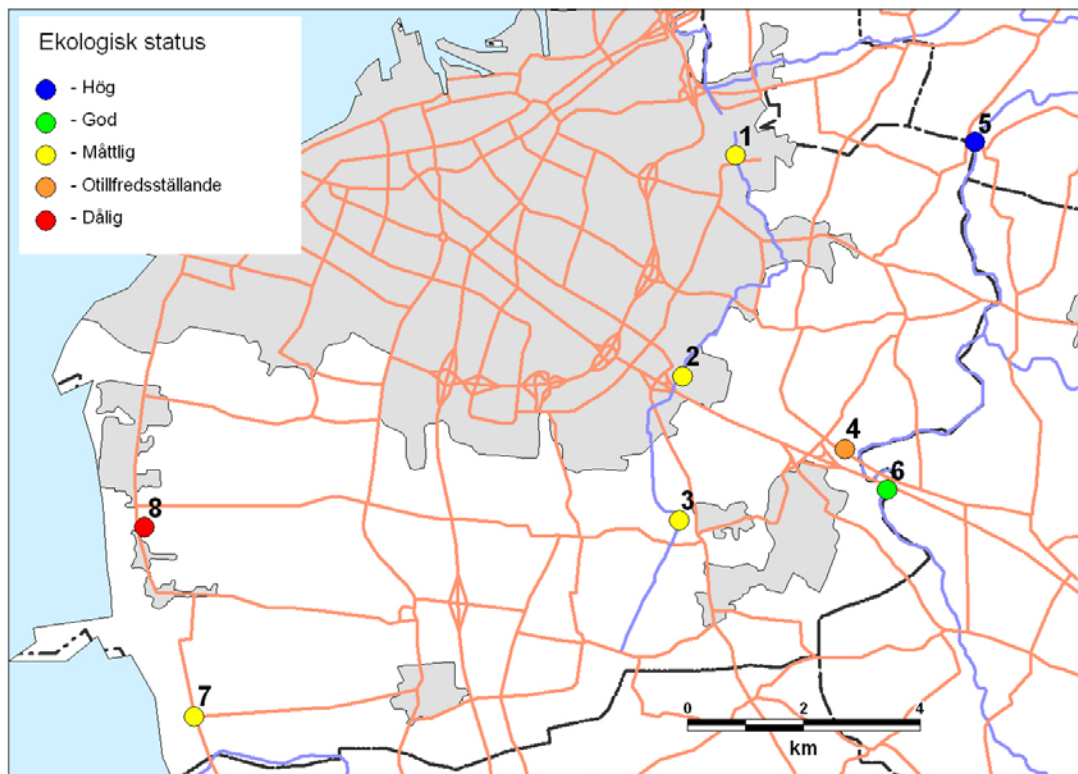 Ekologisk status
- Hög
- God
- Måttlig
- Otillfredsställande
- Dålig
1
5
2
4
6
3
8
7
0 2 4
km